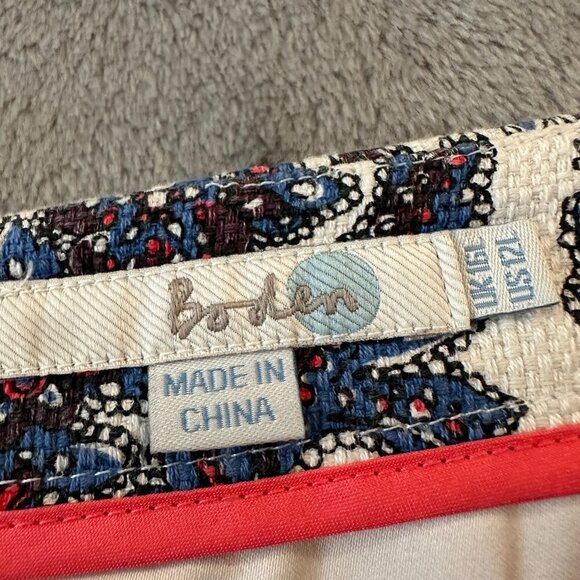 Boden
UK 16L
US 12L
MADE IN
CHINA